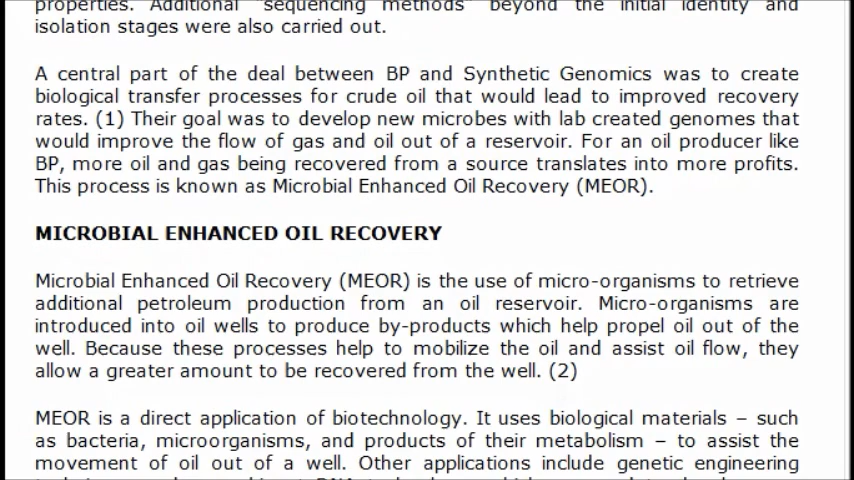 properties. Additional "sequencing methods" beyond the initial identity and
isolation stages were also carried out.
A central part of the deal between BP and Synthetic Genomics was to create
biological transfer processes for crude oil that would lead to improved recovery
rates. (1) Their goal was to develop new microbes with lab created genomes that
would improve the flow of gas and oil out of a reservoir. For an oil producer like
BP, more oil and gas being recovered from a source translates into more profits.
This process is known as Microbial Enhanced Oil Recovery (MEOR).
MICROBIAL ENHANCED OIL RECOVERY
Microbial Enhanced Oil Recovery (MEOR) is the use of micro-organisms to retrieve
additional petroleum production from an oil reservoir. Micro-organisms are
introduced into oil wells to produce by-products which help propel oil out of the
well. Because these processes help to mobilize the oil and assist oil flow, they
allow a greater amount to be recovered from the well. (2)
MEOR is a direct application of biotechnology. It uses biological materials – such
as bacteria, microorganisms, and products of their metabolism – to assist the
movement of oil out of a well. Other applications include genetic engineering